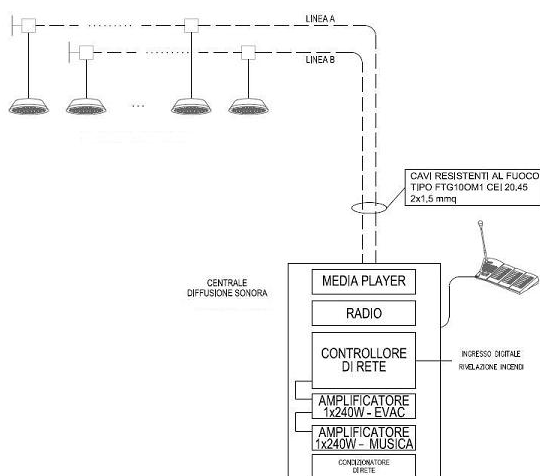 LINEA A
LINEA B
CAVI RESISTENTI AL FUOCO
TIPO FTG10OM1 CEI 20.45
2x1,5 mmq
CENTRALE
DIFFUSIONE SONORA
MEDIA PLAYER
RADIO
CONTROLLORE
DI RETE
INGRESSO DIGITALE
RIVELAZIONE INCENDI
AMPLIFICATORE
1x240W - EVAC
AMPLIFICATORE
1x240W - MUSICA
CONDIZIONATORE
DI RETE